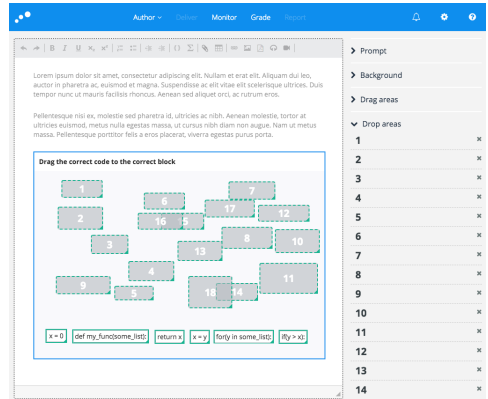 Author Deliver Monitor Grade Report
B I U x₂ x² {} Σ
Lorem ipsum dolor sit amet, consectetur adipiscing elit. Nullam et erat elit. Aliquam dui leo,
auctor in pharetra ac, euismod et magna. Suspendisse ac elit vitae elit scelerisque ultrices. Duis
tempor nunc ut mauris facilisis rhoncus. Aenean sed aliquet orci, ac rutrum eros.
Pellentesque nisi ex, molestie sed pharetra id, ultricies ac nibh. Aenean molestie, tortor at
ultricies euismod, metus nulla egestas massa, ut cursus nibh diam non augue. Nam ut metus
massa. Pellentesque porttitor felis a eros placerat, viverra egestas purus porta.
Drag the correct code to the correct block
1
7
6
2
17
12
16
5
8
10
3
13
4
11
9
5
18
14
x = 0
def my_func(some_list):
return x
x = y
for(y in some_list):
if(y > x):
Prompt
Background
Drag areas
Drop areas
1
2
3
4
5
6
7
8
9
10
11
12
13
14